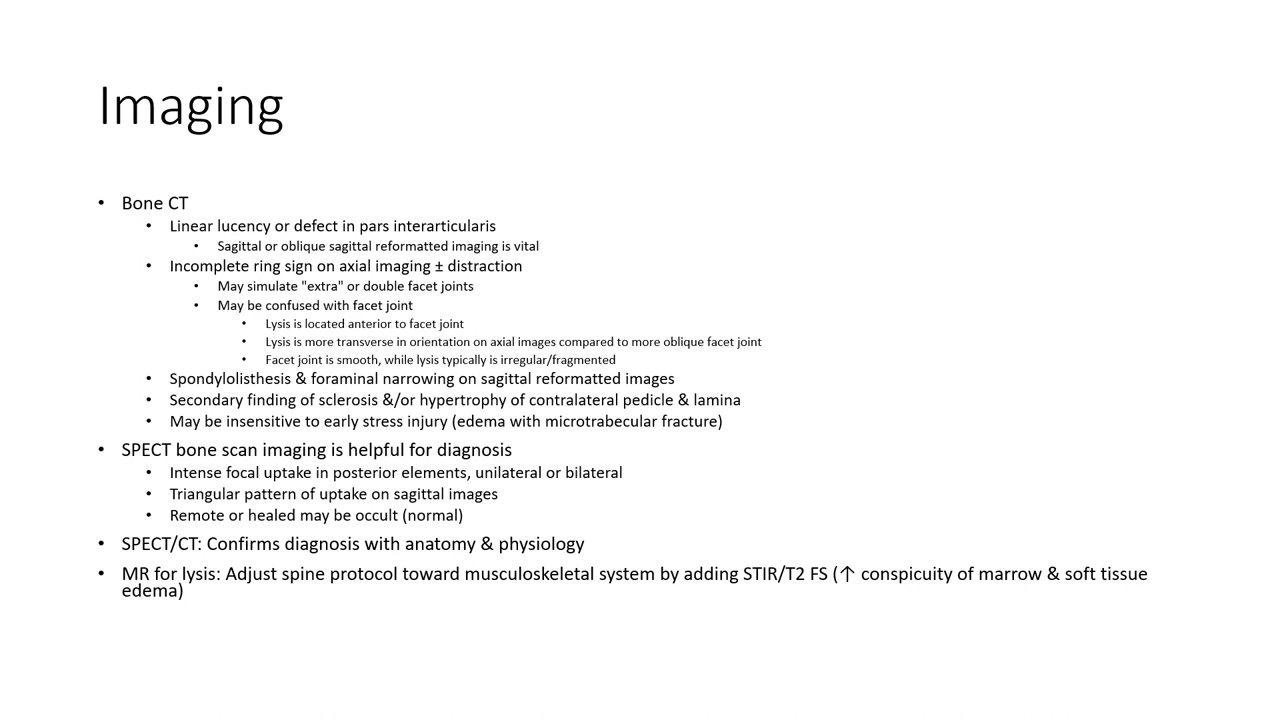 Imaging
• Bone CT
• Linear lucency or defect in pars interarticularis
• Sagittal or oblique sagittal reformatted imaging is vital
• Incomplete ring sign on axial imaging ± distraction
• May simulate "extra" or double facet joints
• May be confused with facet joint
• Lysis is located anterior to facet joint
• Lysis is more transverse in orientation on axial images compared to more oblique facet joint
• Facet joint is smooth, while lysis typically is irregular/fragmented
• Spondylolisthesis & foraminal narrowing on sagittal reformatted images
• Secondary finding of sclerosis &/or hypertrophy of contralateral pedicle & lamina
• May be insensitive to early stress injury (edema with microtrabecular fracture)
• SPECT bone scan imaging is helpful for diagnosis
• Intense focal uptake in posterior elements, unilateral or bilateral
• Triangular pattern of uptake on sagittal images
• Remote or healed may be occult (normal)
• SPECT/CT: Confirms diagnosis with anatomy & physiology
• MR for lysis: Adjust spine protocol toward musculoskeletal system by adding STIR/T2 FS (↑ conspicuity of marrow & soft tissue
edema)